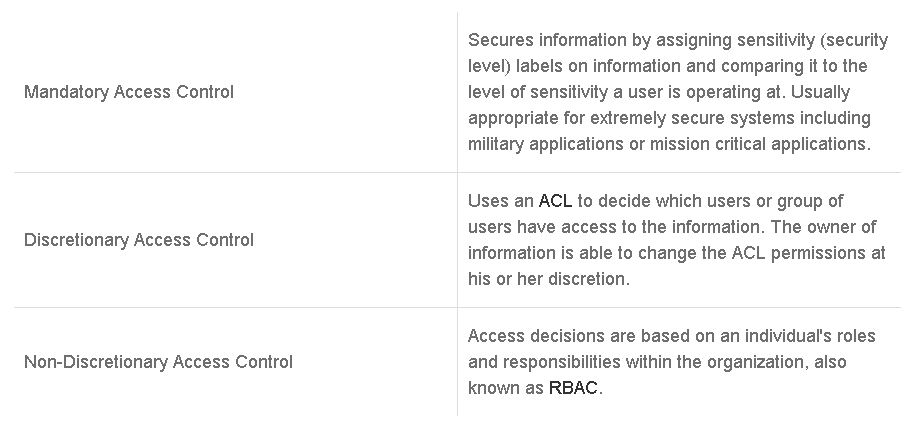 Mandatory Access Control
Secures information by assigning sensitivity (security
level) labels on information and comparing it to the
level of sensitivity a user is operating at. Usually
appropriate for extremely secure systems including
military applications or mission critical applications.
Discretionary Access Control
Uses an ACL to decide which users or group of
users have access to the information. The owner of
information is able to change the ACL permissions at
his or her discretion.
Non-Discretionary Access Control
Access decisions are based on an individual's roles
and responsibilities within the organization, also
known as RBAC.